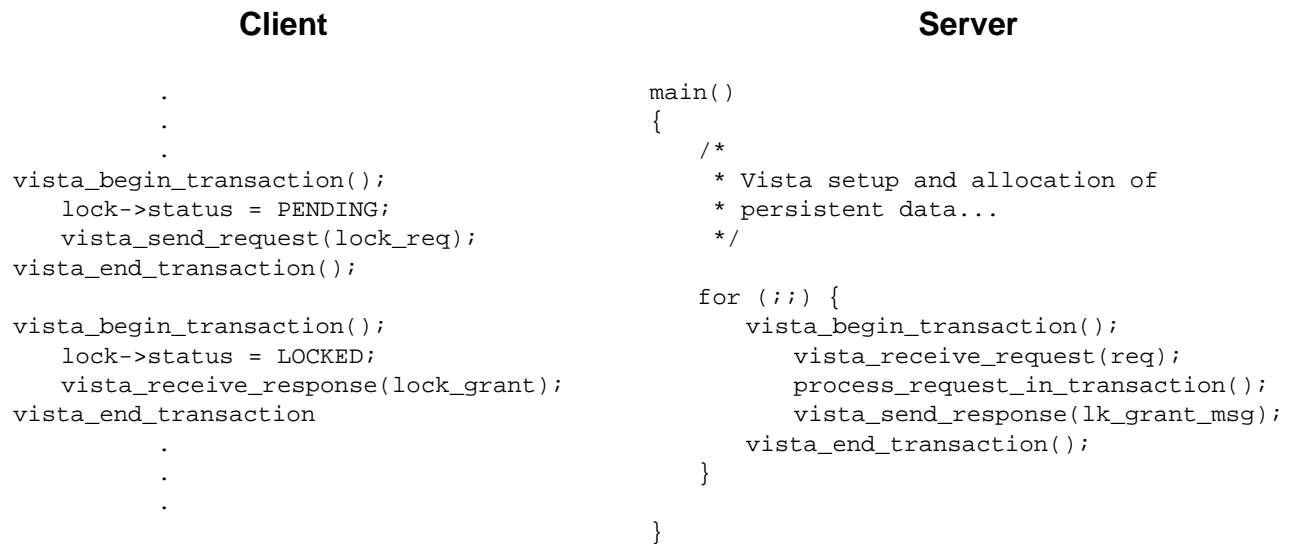 Client
.
.
.
vista_begin_transaction();
lock->status = PENDING;
vista_send_request(lock_req);
vista_end_transaction();
vista_begin_transaction();
lock->status = LOCKED;
vista_receive_response(lock_grant);
vista_end_transaction
.
.
.
Server
main()
{
/*
* Vista setup and allocation of
* persistent data...
*/
for (;;) {
vista_begin_transaction();
vista_receive_request(req);
process_request_in_transaction();
vista_send_response(lk_grant_msg);
vista_end_transaction();
}
}